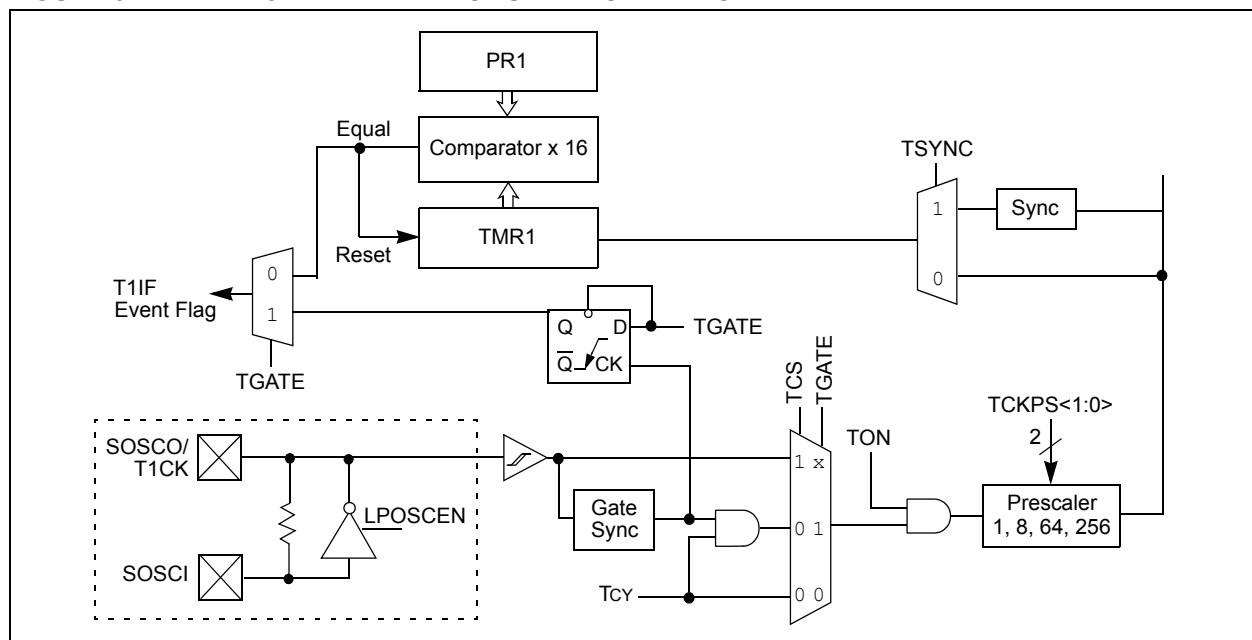 PR1
Equal
Comparator x 16
TSYNC
1
Sync
TMR1
Reset
0
0
T1IF
Event Flag
1
Q
D
TGATE
Q̅
CK
TGATE
TCS
TGATE
TCKPS<1:0>
2
SOSCO/
T1CK
TON
1 x
LPOSCEN
Gate
Sync
0 1
Prescaler
1, 8, 64, 256
SOSCI
TCY
0 0